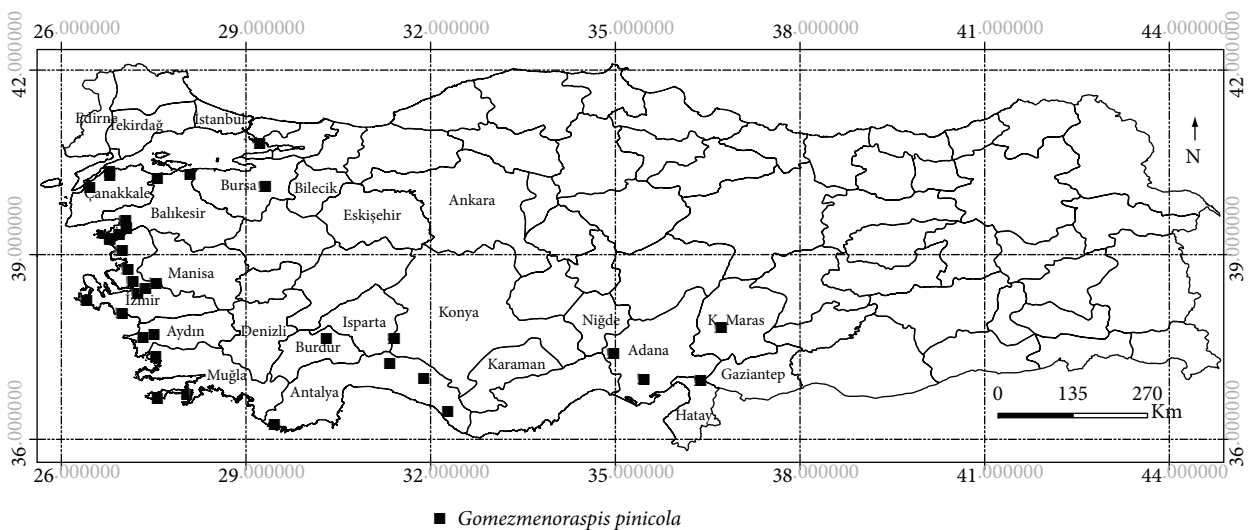 26.000000 29.000000 32.000000 35.000000 38.000000 41.000000 44.000000
42.000000
42.000000
Edirne
Tekirdağ
İstanbul
N
Çanakkale
Bursa
Bilecik
Balıkesir
Eskişehir
Ankara
39.000000
39.000000
Manisa
İzmir
Aydın
Denizli
Isparta
Burdur
Konya
Niğde
K. Maras
Adana
Karaman
Gaziantep
Muğla
Antalya
Hatay
0 135 270
Km
36.000000
36.000000
26.000000 29.000000 32.000000 35.000000 38.000000 41.000000 44.000000
Gomezmenoraspis pinicola